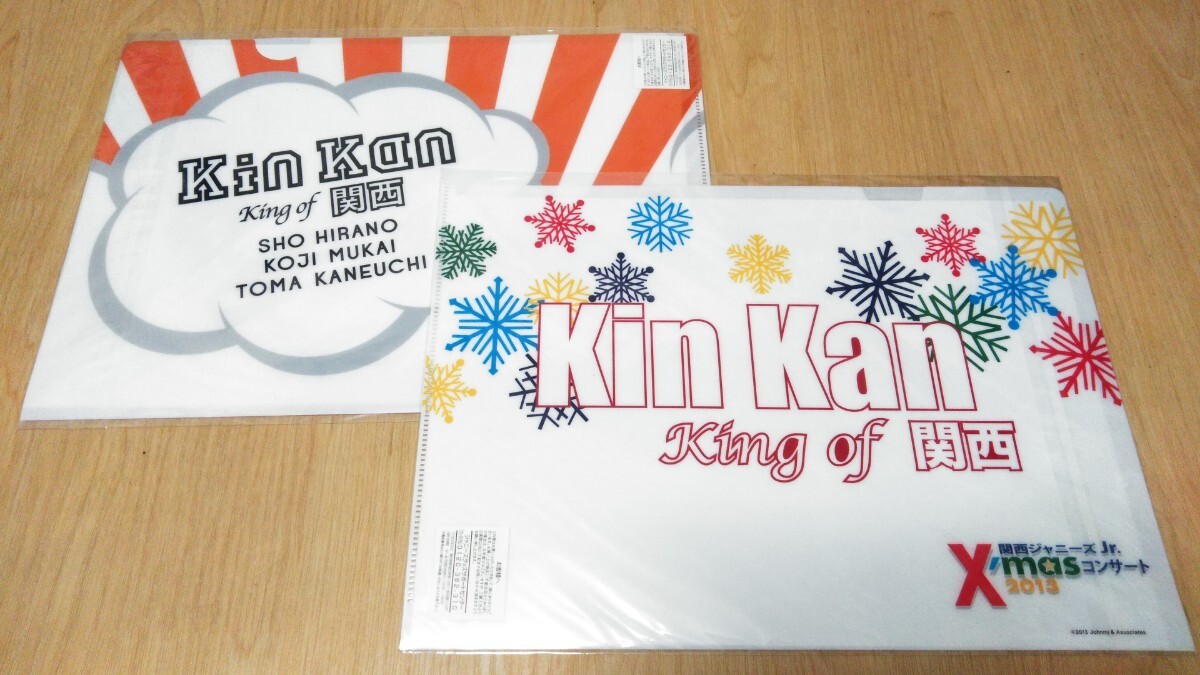 Kin Kan
King of 関西
SHO HIRANO
KOJI MUKAI
TOMA KANEUCHI
Kin Kan
King of 関西
関西ジャニーズJr.
X'mas コンサート
2013
©2013 Johnny & Associates